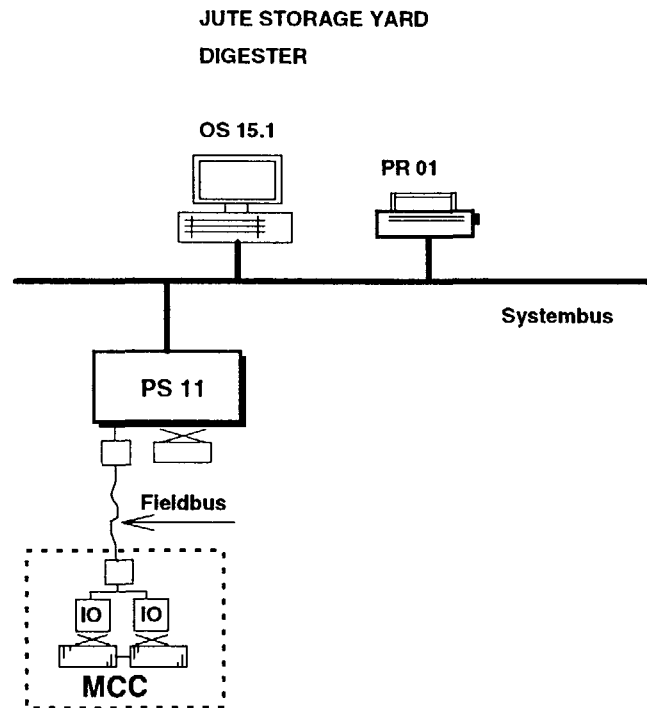 JUTE STORAGE YARD
DIGESTER
OS 15.1
PR 01
Systembus
PS 11
Fieldbus
IO IO
MCC